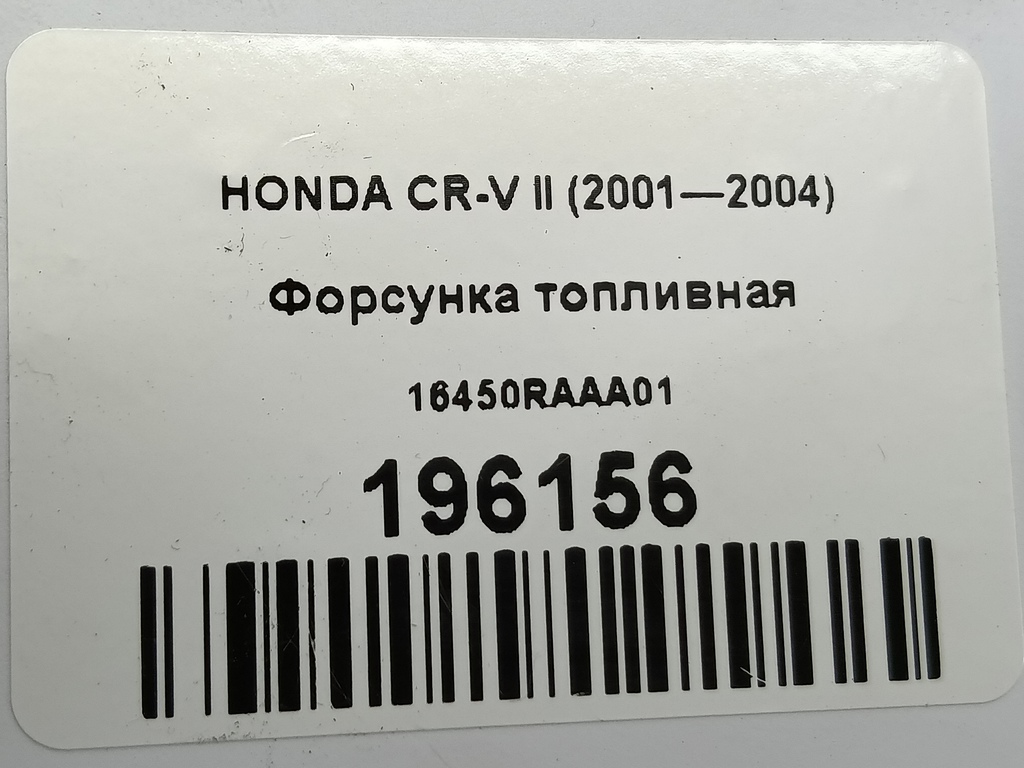 HONDA CR-V II (2001—2004)
Форсунка топливная
16450RAAA01
196156